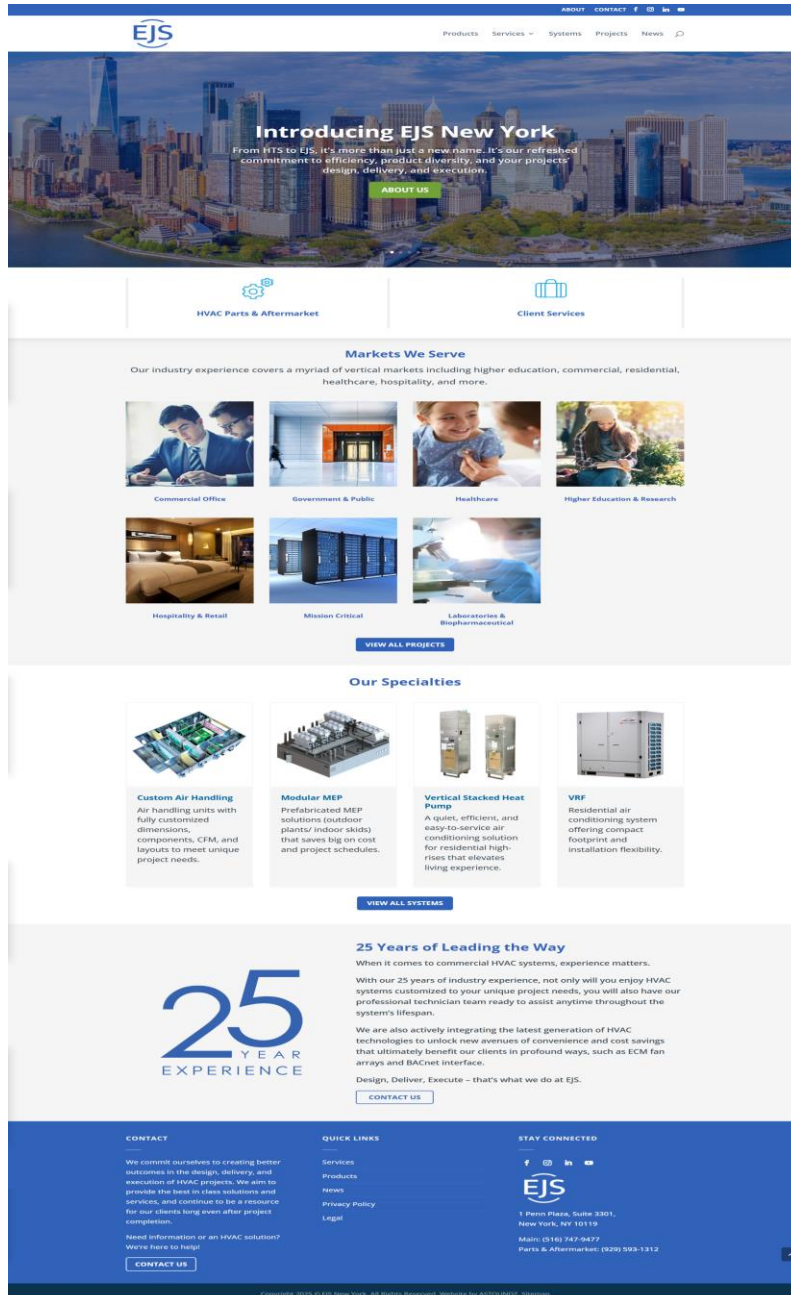 ABOUT CONTACT
EJS
Products Services Systems Projects News
Introducing EJS New York
From HTS to EJS, it's more than just a new name. It's our refreshed
commitment to efficiency, product diversity, and your projects'
design, delivery, and execution.
ABOUT US
HVAC Parts & Aftermarket
Client Services
Markets We Serve
Our industry experience covers a myriad of vertical markets including higher education, commercial, residential,
healthcare, hospitality, and more.
Commercial Office
Government & Public
Healthcare
Higher Education & Research
Hospitality & Retail
Mission Critical
Laboratories &
Biopharmaceutical
VIEW ALL PROJECTS
Our Specialties
Custom Air Handling
Air handling units with
fully customized
dimensions,
components, CFM, and
layouts to meet unique
project needs.
Modular MEP
Prefabricated MEP
solutions (outdoor
plants/ indoor skids)
that saves big on cost
and project schedules.
Vertical Stacked Heat
Pump
A quiet, efficient, and
easy-to-service air
conditioning solution
for residential high-
rises that elevates
living experience.
VRF
Residential air
conditioning system
offering compact
footprint and
installation flexibility.
VIEW ALL SYSTEMS
25
YEAR
EXPERIENCE
25 Years of Leading the Way
When it comes to commercial HVAC systems, experience matters.
With our 25 years of industry experience, not only will you enjoy HVAC
systems customized to your unique project needs, you will also have our
professional technician team ready to assist anytime throughout the
system's lifespan.
We are also actively integrating the latest generation of HVAC
technologies to unlock new avenues of convenience and cost savings
that ultimately benefit our clients in profound ways, such as ECM fan
arrays and BACnet interface.
Design, Deliver, Execute – that's what we do at EJS.
CONTACT US
CONTACT
We commit ourselves to creating better
outcomes in the design, delivery, and
execution of HVAC projects. We aim to
provide the best in class solutions and
services, and continue to be a resource
for our clients long even after project
completion.
Need information or an HVAC solution?
We're here to help!
CONTACT US
QUICK LINKS
Services
Products
News
Privacy Policy
Legal
STAY CONNECTED
EJS
1 Penn Plaza, Suite 3301,
New York, NY 10119
Main: (516) 747-9477
Parts & Aftermarket: (929) 593-1312
Copyright 2025 © EJS New York. All Rights Reserved. Website by Sitemap